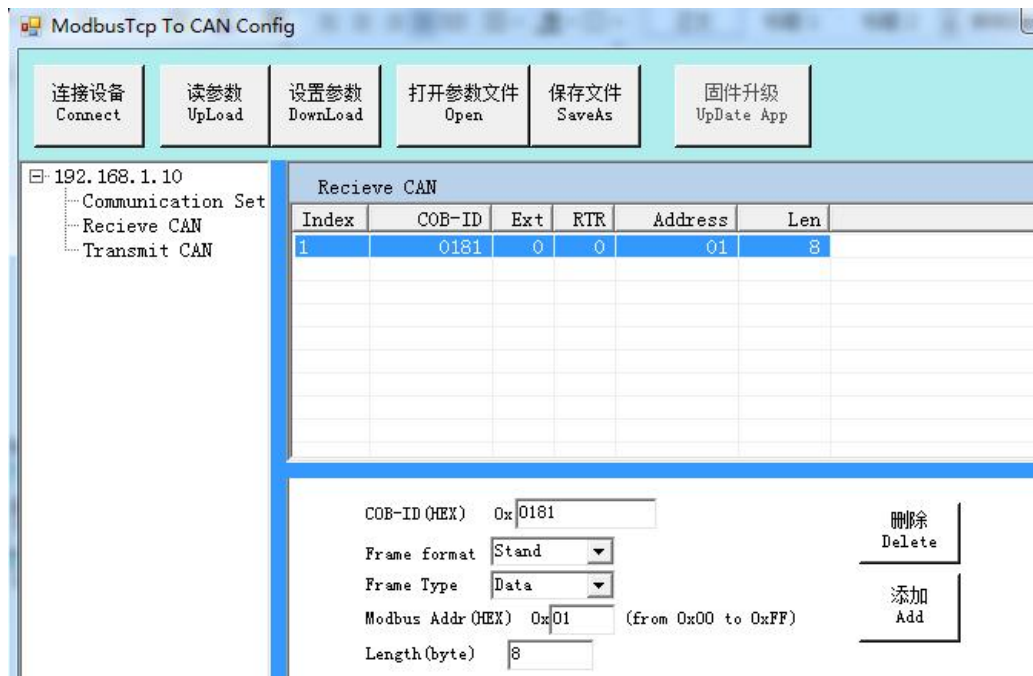 ModbusTcp To CAN Config
连接设备 读参数 设置参数 打开参数文件 保存文件 固件升级
Connect UpLoad DownLoad Open SaveAs UpDate App
192.168.1.10
Communication Set
Recieve CAN
Transmit CAN
Recieve CAN
Index COB-ID Ext RTR Address Len
1 0181 0 0 01 8
COB-ID(HEX) 0x 0181
Frame format Stand
Frame Type Data
Modbus Addr(HEX) 0x 01 (from 0x00 to 0xFF)
Length(byte) 8
删除
Delete
添加
Add